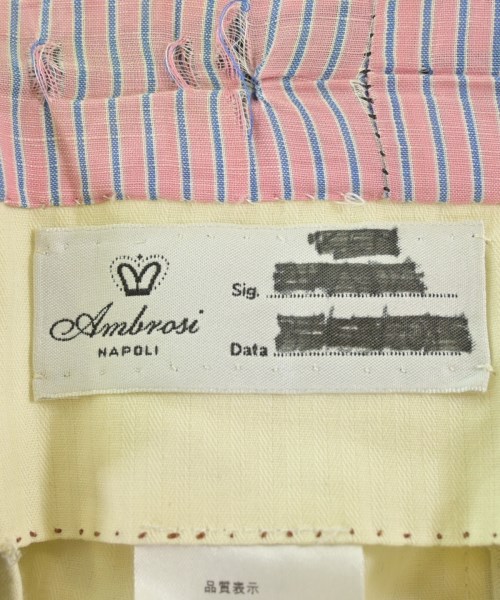 Ambrosi
NAPOLI
Sig.
Data
品質表示